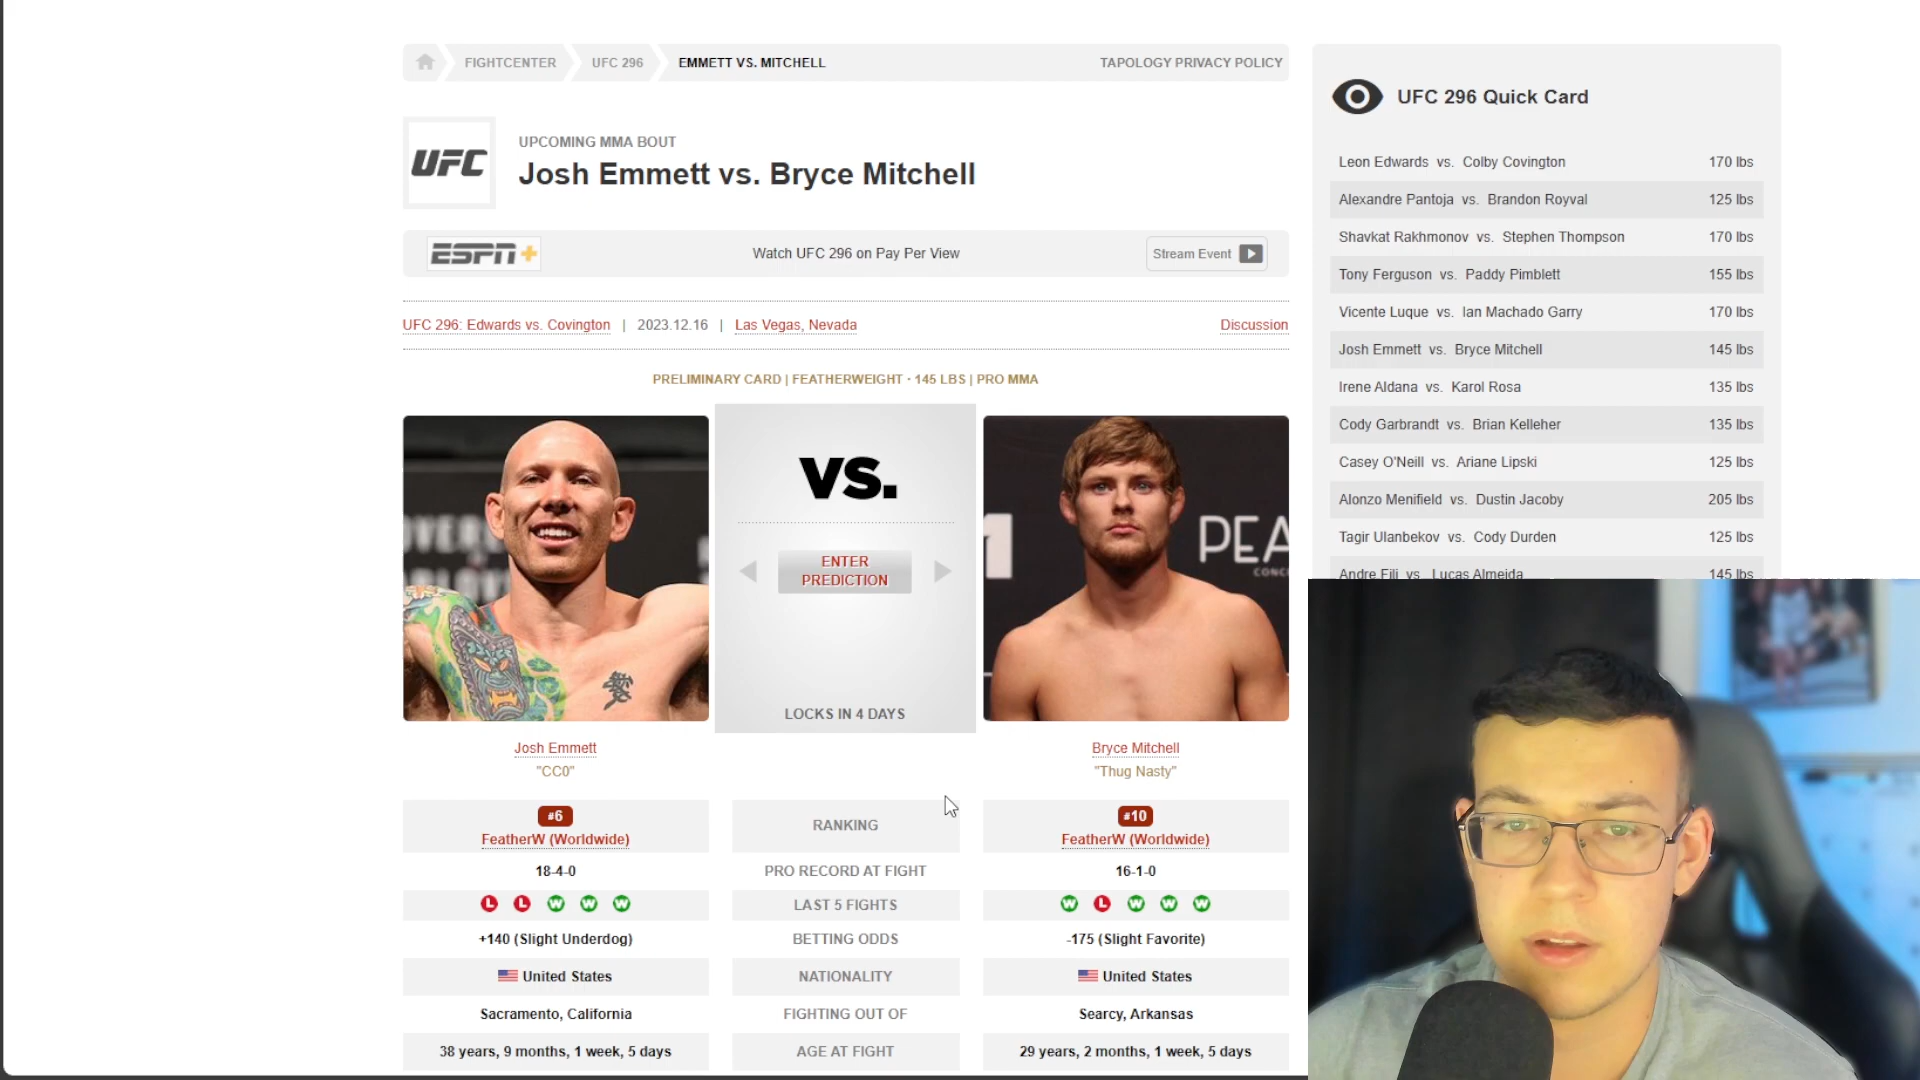 FIGHTCENTER
UFC 296
EMMETT VS. MITCHELL
TAPOLOGY PRIVACY POLICY
UFC
UPCOMING MMA BOUT
Josh Emmett vs. Bryce Mitchell
ESPN+
Watch UFC 296 on Pay Per View
Stream Event
UFC 296: Edwards vs. Covington | 2023.12.16 | Las Vegas, Nevada
Discussion
PRELIMINARY CARD | FEATHERWEIGHT · 145 LBS | PRO MMA
VS.
ENTER
PREDICTION
LOCKS IN 4 DAYS
PEA
Josh Emmett
"CC0"
Bryce Mitchell
"Thug Nasty"
#6
FeatherW (Worldwide)
RANKING
#10
FeatherW (Worldwide)
18-4-0
PRO RECORD AT FIGHT
16-1-0
L L W W W
LAST 5 FIGHTS
W L W W W
+140 (Slight Underdog)
BETTING ODDS
-175 (Slight Favorite)
United States
NATIONALITY
United States
Sacramento, California
FIGHTING OUT OF
Searcy, Arkansas
38 years, 9 months, 1 week, 5 days
AGE AT FIGHT
29 years, 2 months, 1 week, 5 days
UFC 296 Quick Card
Leon Edwards vs. Colby Covington 170 lbs
Alexandre Pantoja vs. Brandon Royval 125 lbs
Shavkat Rakhmonov vs. Stephen Thompson 170 lbs
Tony Ferguson vs. Paddy Pimblett 155 lbs
Vicente Luque vs. Ian Machado Garry 170 lbs
Josh Emmett vs. Bryce Mitchell 145 lbs
Irene Aldana vs. Karol Rosa 135 lbs
Cody Garbrandt vs. Brian Kelleher 135 lbs
Casey O'Neill vs. Ariane Lipski 125 lbs
Alonzo Menifield vs. Dustin Jacoby 205 lbs
Tagir Ulanbekov vs. Cody Durden 125 lbs
Andre Fili vs. Lucas Almeida 145 lbs